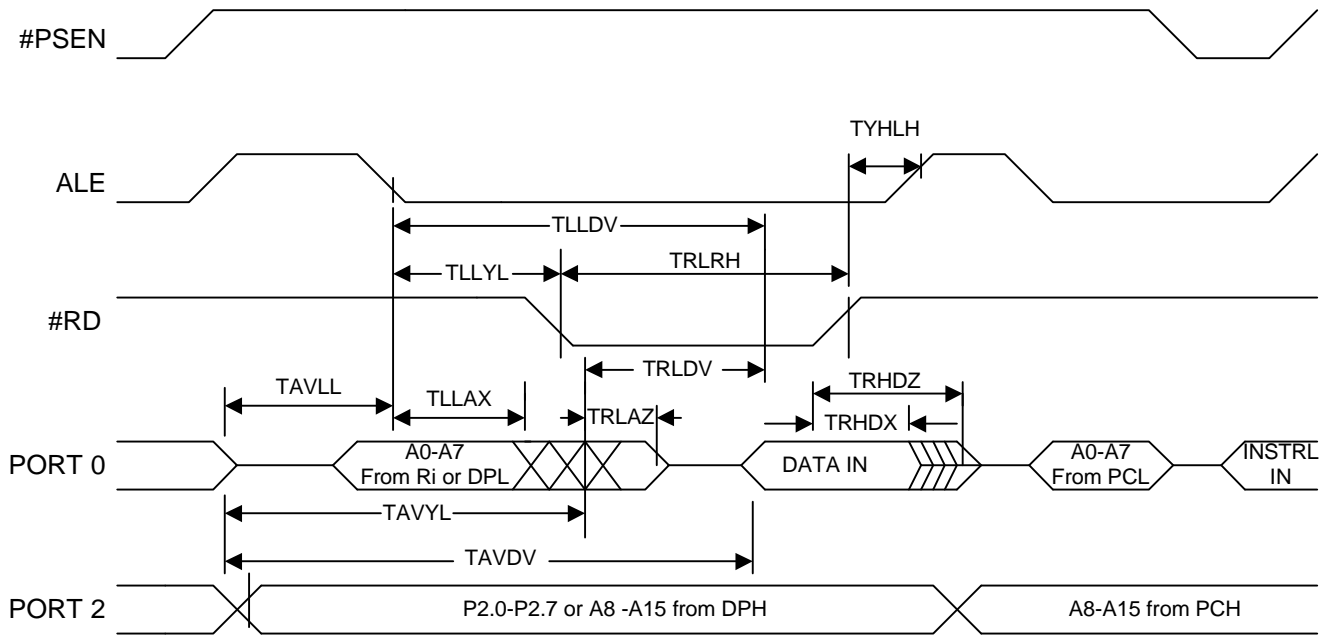 #PSEN
TYHLH
ALE
TLLDV
TLLYL
TRLRH
#RD
TRLDV
TAVLL
TLLAX
TRLAZ
TRHDZ
TRHDX
PORT 0
A0-A7
From Ri or DPL
DATA IN
A0-A7
From PCL
INSTRL
IN
TAVYL
TAVDV
PORT 2
P2.0-P2.7 or A8 -A15 from DPH
A8-A15 from PCH